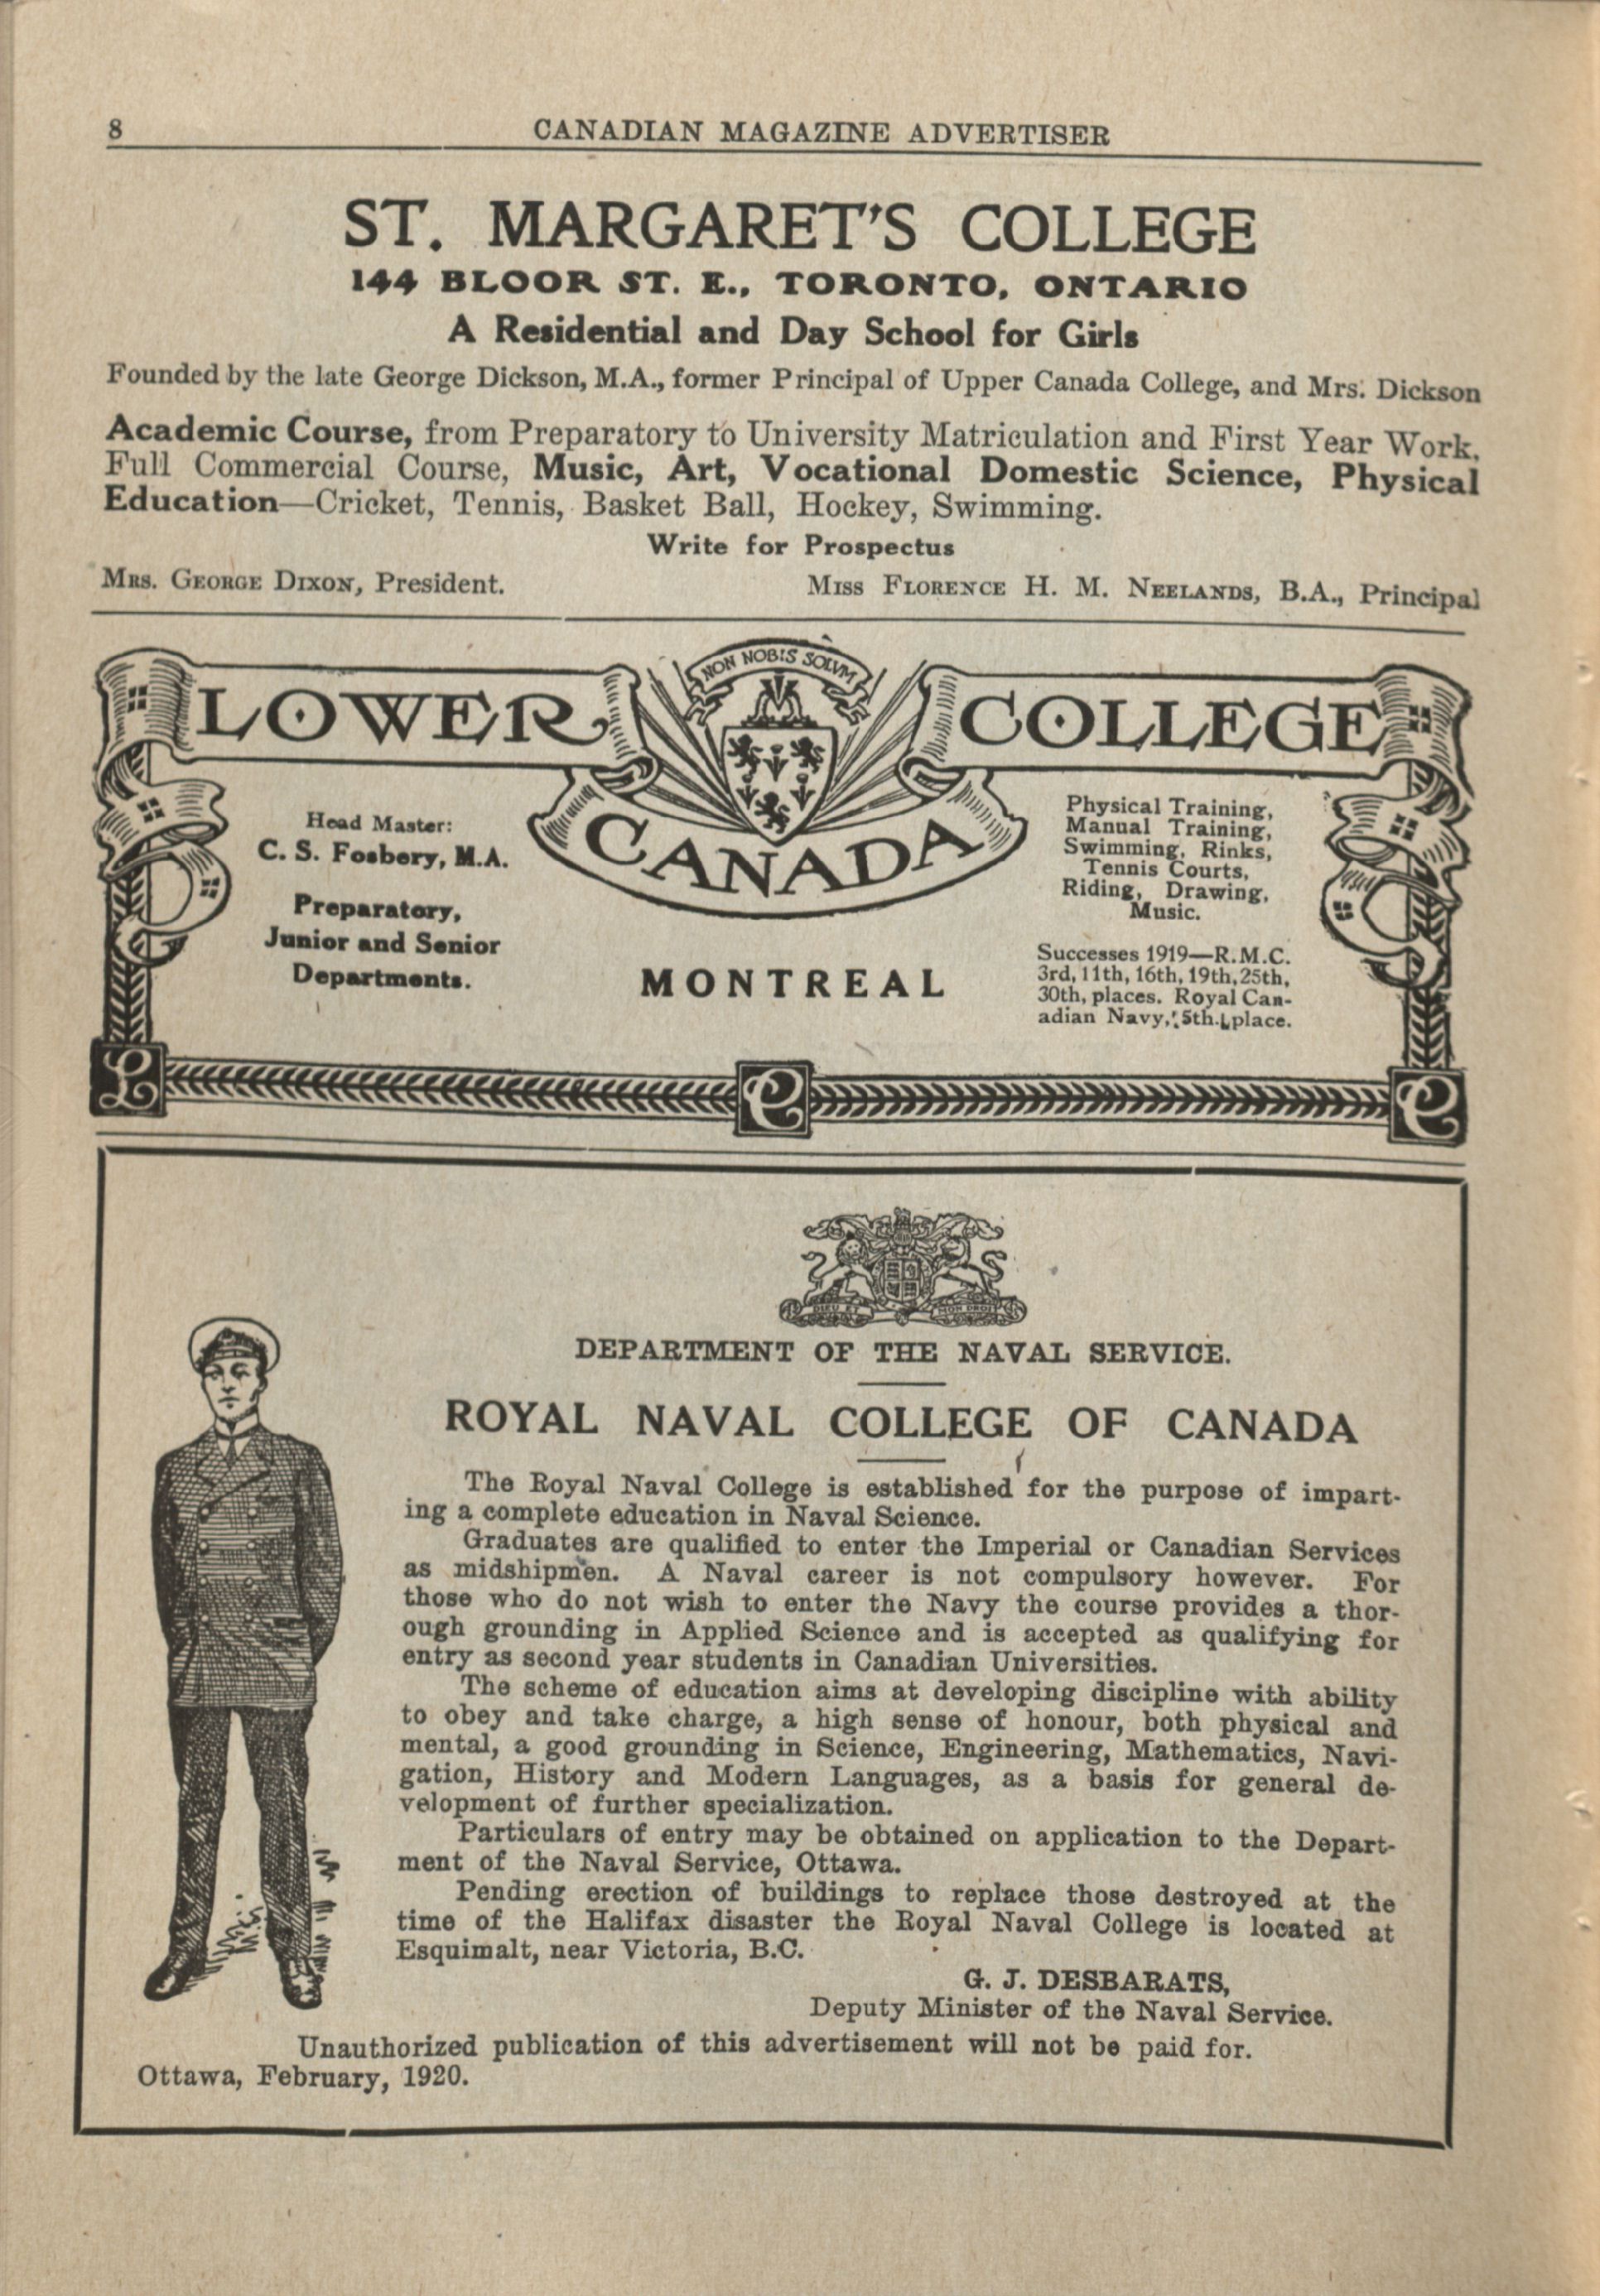 8
CANADIAN MAGAZINE ADVERTISER
ST. MARGARET'S COLLEGE
144 BLOOR ST. E., TORONTO, ONTARIO
A Residential and Day School for Girls
Founded by the late George Dickson, M.A., former Principal of Upper Canada College, and Mrs. Dickson
Academic Course, from Preparatory to University Matriculation and First Year Work.
Full Commercial Course, Music, Art, Vocational Domestic Science, Physical
Education—Cricket, Tennis, Basket Ball, Hockey, Swimming.
Write for Prospectus
MRS. GEORGE DIXON, President.
MISS FLORENCE H. M. NEELANDS, B.A., Principal
NON NOBIS SOLVM
LOWER
CANADA
COLLEGE
Head Master:
C. S. Fosbery, M.A.
Preparatory,
Junior and Senior
Departments.
MONTREAL
Physical Training,
Manual Training,
Swimming, Rinks,
Tennis Courts,
Riding, Drawing,
Music.
Successes 1919—R.M.C.
3rd, 11th, 16th, 19th, 25th,
30th, places. Royal Can-
adian Navy, 5th. place.
L
C
C
DIEU ET
MON DROIT
DEPARTMENT OF THE NAVAL SERVICE.
ROYAL NAVAL COLLEGE OF CANADA
The Royal Naval College is established for the purpose of impart-
ing a complete education in Naval Science.
Graduates are qualified to enter the Imperial or Canadian Services
as midshipmen. A Naval career is not compulsory however. For
those who do not wish to enter the Navy the course provides a thor-
ough grounding in Applied Science and is accepted as qualifying for
entry as second year students in Canadian Universities.
The scheme of education aims at developing discipline with ability
to obey and take charge, a high sense of honour, both physical and
mental, a good grounding in Science, Engineering, Mathematics, Navi-
gation, History and Modern Languages, as a basis for general de-
velopment of further specialization.
Particulars of entry may be obtained on application to the Depart-
ment of the Naval Service, Ottawa.
Pending erection of buildings to replace those destroyed at the
time of the Halifax disaster the Royal Naval College is located at
Esquimalt, near Victoria, B.C.
G. J. DESBARATS,
Deputy Minister of the Naval Service.
Unauthorized publication of this advertisement will not be paid for.
Ottawa, February, 1920.